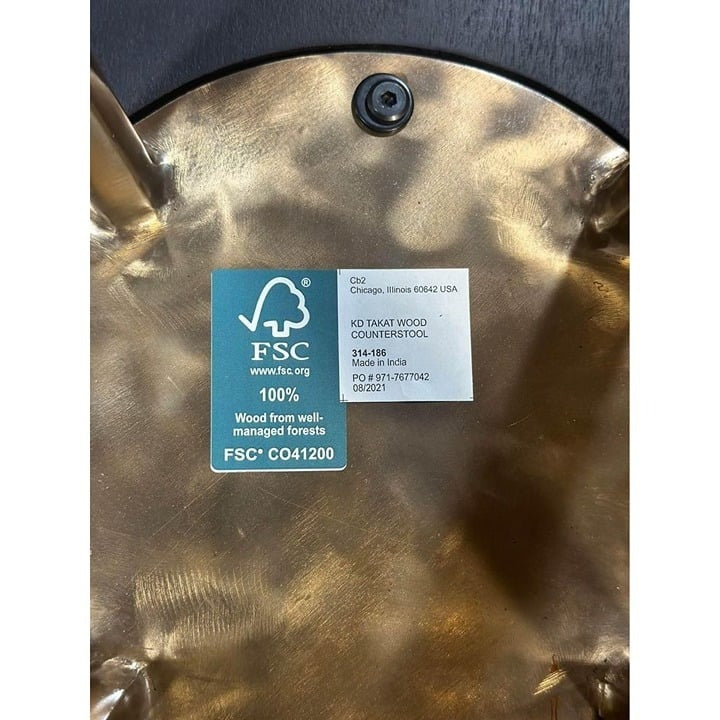 ®
FSC
www.fsc.org
100%
Wood from well-
managed forests
FSC® CO41200
Cb2
Chicago, Illinois 60642 USA
KD TAKAT WOOD
COUNTERSTOOL
314-186
Made in India
PO # 971-7677042
08/2021